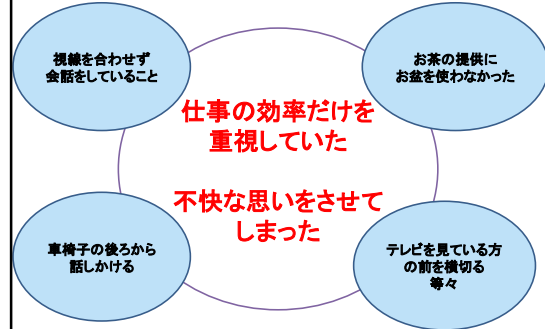 視線を合わせず
会話をしていること
お茶の提供に
お盆を使わなかった
仕事の効率だけを
重視していた
不快な思いをさせて
しまった
車椅子の後ろから
話しかける
テレビを見ている方
の前を横切る
等々